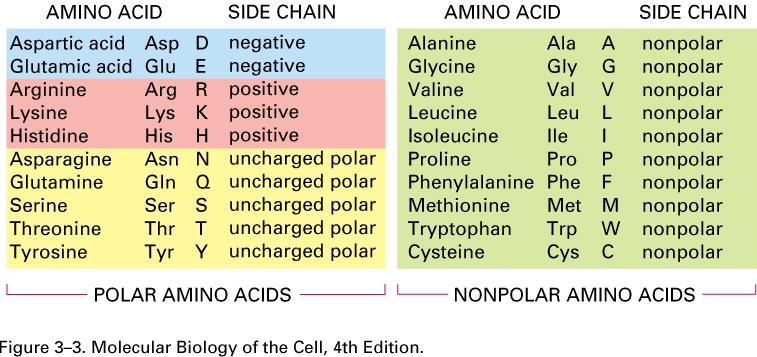 AMINO ACID SIDE CHAIN
Aspartic acid Asp D negative
Glutamic acid Glu E negative
Arginine Arg R positive
Lysine Lys K positive
Histidine His H positive
Asparagine Asn N uncharged polar
Glutamine Gln Q uncharged polar
Serine Ser S uncharged polar
Threonine Thr T uncharged polar
Tyrosine Tyr Y uncharged polar
POLAR AMINO ACIDS
AMINO ACID SIDE CHAIN
Alanine Ala A nonpolar
Glycine Gly G nonpolar
Valine Val V nonpolar
Leucine Leu L nonpolar
Isoleucine Ile I nonpolar
Proline Pro P nonpolar
Phenylalanine Phe F nonpolar
Methionine Met M nonpolar
Tryptophan Trp W nonpolar
Cysteine Cys C nonpolar
NONPOLAR AMINO ACIDS
Figure 3–3. Molecular Biology of the Cell, 4th Edition.